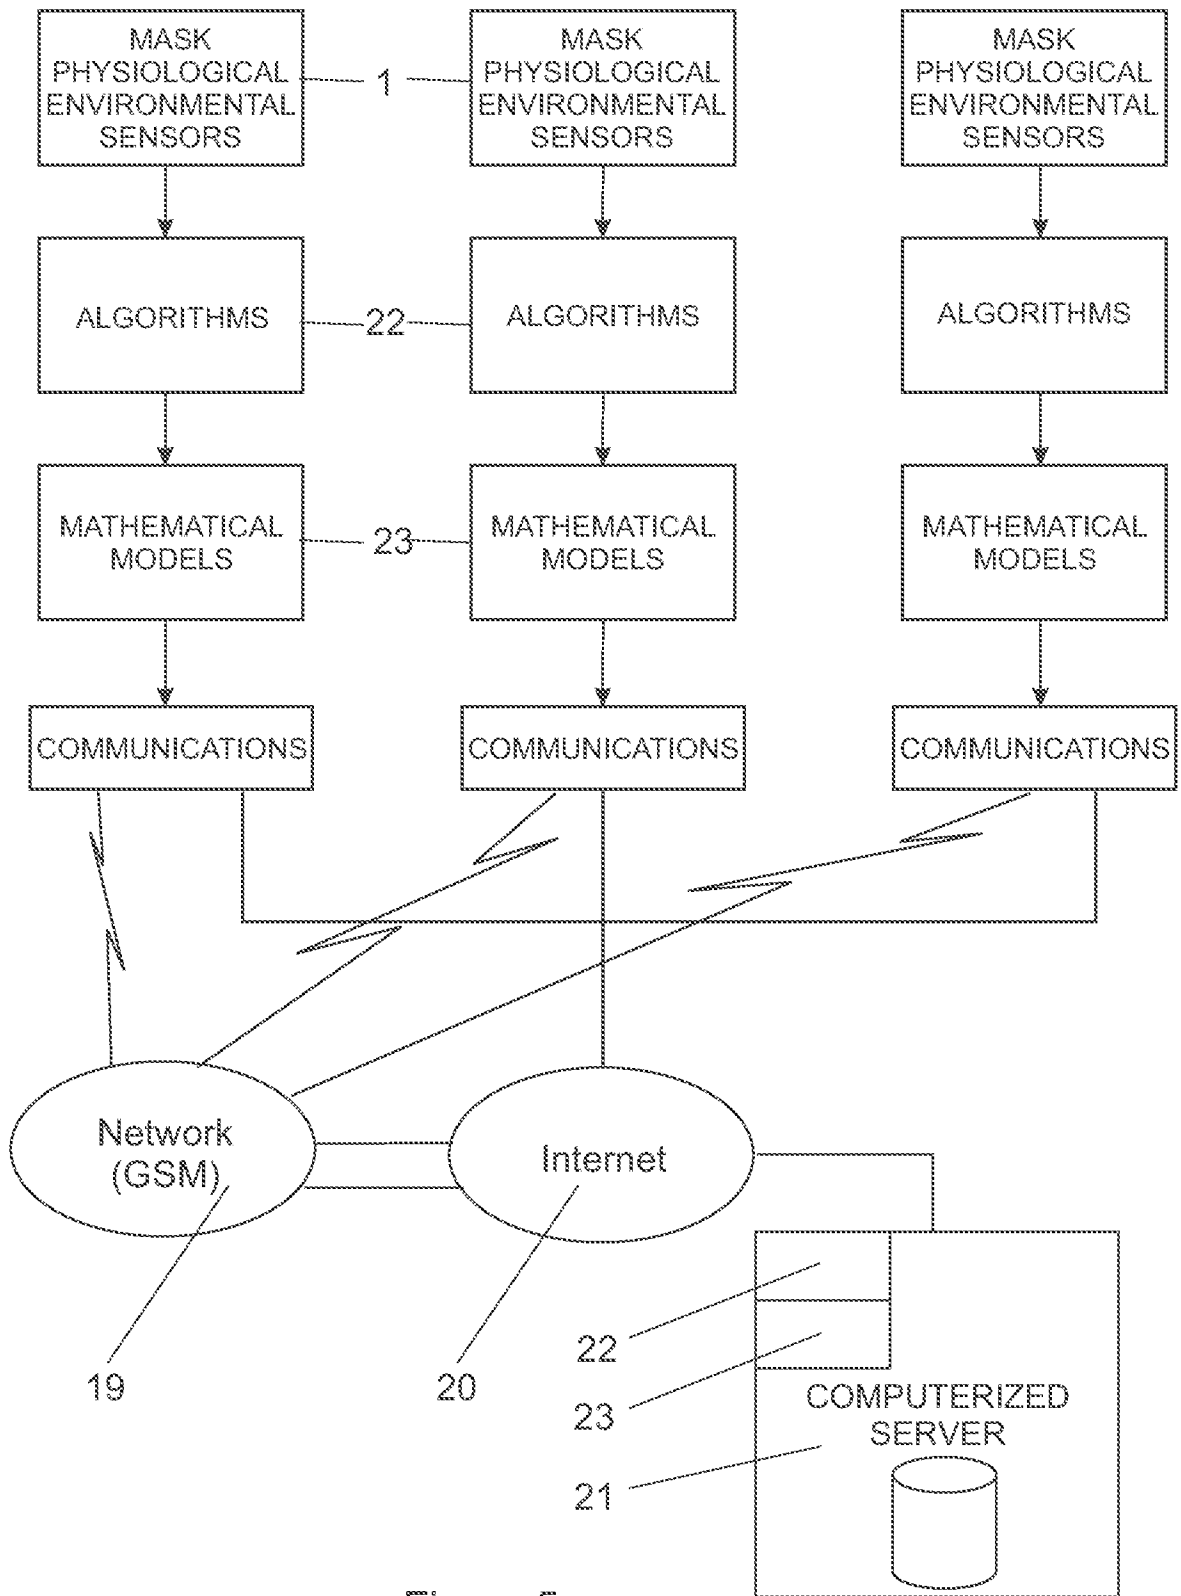 MASK
PHYSIOLOGICAL
ENVIRONMENTAL
SENSORS
1
MASK
PHYSIOLOGICAL
ENVIRONMENTAL
SENSORS
MASK
PHYSIOLOGICAL
ENVIRONMENTAL
SENSORS
ALGORITHMS
22
ALGORITHMS
ALGORITHMS
MATHEMATICAL
MODELS
23
MATHEMATICAL
MODELS
MATHEMATICAL
MODELS
COMMUNICATIONS
COMMUNICATIONS
COMMUNICATIONS
Network
(GSM)
Internet
19
20
22
23
COMPUTERIZED
SERVER
21